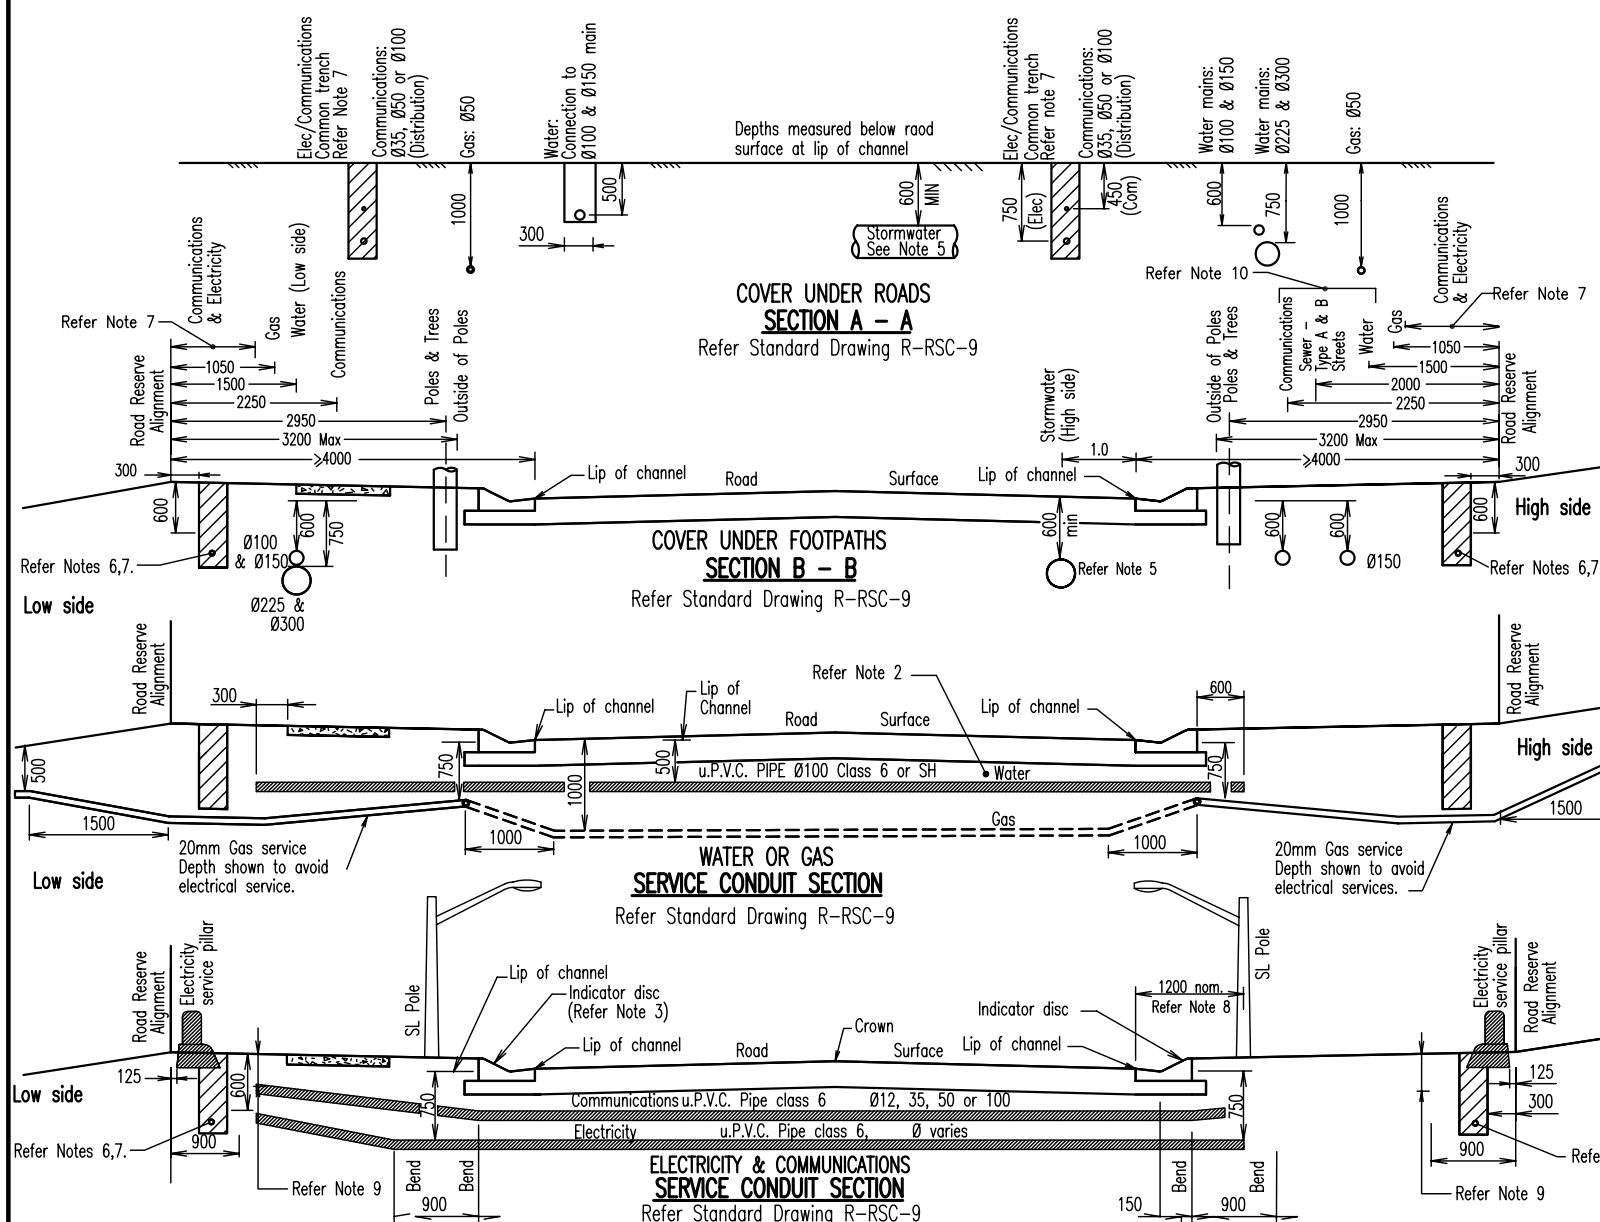 Elec/Communications
Common trench
Refer Note 7
Communications:
Ø35, Ø50 or Ø100
(Distribution)
Gas: Ø50
Water:
Connection to
Ø100 & Ø150 main
Depths measured below raod
surface at lip of channel
Elec/Communications
Common trench
Refer note 7
Communications:
Ø35, Ø50 or Ø100
(Distribution)
Water mains:
Ø100 & Ø150
Water mains:
Ø225 & Ø300
Gas: Ø50
1000
500
300
600
MIN
Stormwater
See Note 5
750
(Elec)
450
(Com)
600
750
1000
COVER UNDER ROADS
SECTION A – A
Refer Standard Drawing R-RSC-9
Refer Note 7
Communications
& Electricity
Gas
Water (Low side)
Communications
Poles & Trees
Outside of Poles
Road Reserve
Alignment
1050
1500
2250
2950
3200 Max
≥4000
300
600
Refer Note 10
Communications
Sewer –
Type A & B
Streets
Water
Gas
Communications
& Electricity
Refer Note 7
Outside of Poles
Poles & Trees
Stormwater
(High side)
1.0
1050
1500
2000
2250
2950
3200 Max
≥4000
Road Reserve
Alignment
300
Lip of channel
Road
Surface
Lip of channel
High side
600
750
Ø100
& Ø150
Ø225 &
Ø300
Refer Notes 6,7.
Low side
600
min
Refer Note 5
600
600
Ø150
600
Refer Notes 6,7
COVER UNDER FOOTPATHS
SECTION B – B
Refer Standard Drawing R-RSC-9
Road Reserve
Alignment
300
Lip of channel
Lip of
Channel
Refer Note 2
Road
Surface
Lip of channel
600
Road Reserve
Alignment
High side
500
750
1000
500
u.P.V.C. PIPE Ø100 Class 6 or SH
Water
750
1500
1000
Gas
1000
1500
20mm Gas service
Depth shown to avoid
electrical service.
20mm Gas service
Depth shown to avoid
electrical services.
Low side
WATER OR GAS
SERVICE CONDUIT SECTION
Refer Standard Drawing R-RSC-9
Road Reserve
Alignment
Electricity
service pillar
SL Pole
Lip of channel
Indicator disc
(Refer Note 3)
Lip of channel
Road
Crown
Surface
Indicator disc
Lip of channel
1200 nom.
Refer Note 8
SL Pole
Electricity
service pillar
Road Reserve
Alignment
125
600
Low side
Refer Notes 6,7.
900
Refer Note 9
750
Communications u.P.V.C. Pipe class 6 Ø12, 35, 50 or 100
Electricity u.P.V.C. Pipe class 6, Ø varies
750
125
300
900
Refer Note 9
Bend
Bend
900
150
Bend
900
Bend
ELECTRICITY & COMMUNICATIONS
SERVICE CONDUIT SECTION
Refer Standard Drawing R-RSC-9